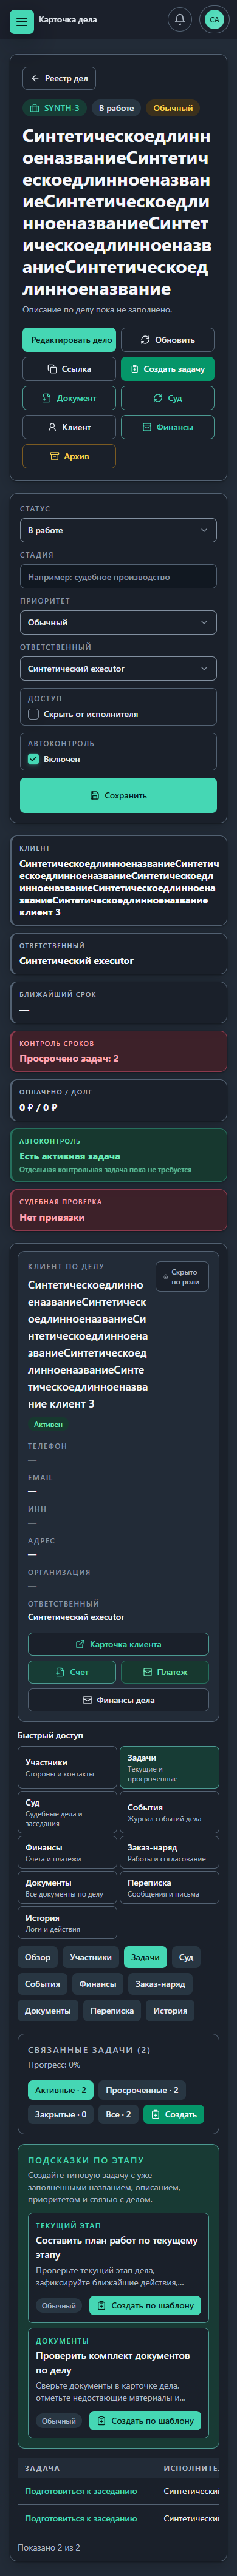 Карточка дела
CA
Реестр дел
SYNTH-3
В работе
Обычный
Синтетическоедлинн
оеназваниеСинтетич
ескоедлинноеназван
иеСинтетическоедли
нноеназваниеСинтет
ическоедлинноеназв
аниеСинтетическоед
линноеназвание
Описание по делу пока не заполнено.
Редактировать дело
Обновить
Ссылка
Создать задачу
Документ
Суд
Клиент
Финансы
Архив
СТАТУС
В работе
СТАДИЯ
Например: судебное производство
ПРИОРИТЕТ
Обычный
ОТВЕТСТВЕННЫЙ
Синтетический executor
ДОСТУП
Скрыть от исполнителя
АВТОКОНТРОЛЬ
Включен
Сохранить
КЛИЕНТ
СинтетическоедлинноеназваниеСинтетич
ескоедлинноеназваниеСинтетическоедли
нноеназваниеСинтетическоедлинноена
званиеСинтетическоедлинноеназвание
клиент 3
ОТВЕТСТВЕННЫЙ
Синтетический executor
БЛИЖАЙШИЙ СРОК
—
КОНТРОЛЬ СРОКОВ
Просрочено задач: 2
ОПЛАЧЕНО / ДОЛГ
0 ₽ / 0 ₽
АВТОКОНТРОЛЬ
Есть активная задача
Отдельная контрольная задача пока не требуется
СУДЕБНАЯ ПРОВЕРКА
Нет привязки
КЛИЕНТ ПО ДЕЛУ
Скрыто
по роли
Синтетическоедлинно
еназваниеСинтетическ
оедлинноеназваниеСи
нтетическоедлинноена
званиеСинтетическоед
линноеназваниеСинте
тическоедлинноеназва
ние клиент 3
Активен
ТЕЛЕФОН
—
EMAIL
—
ИНН
—
АДРЕС
—
ОРГАНИЗАЦИЯ
—
ОТВЕТСТВЕННЫЙ
Синтетический executor
Карточка клиента
Счет
Платеж
Финансы дела
Быстрый доступ
Участники
Стороны и контакты
Задачи
Текущие и
просроченные
Суд
Судебные дела и
заседания
События
Журнал событий дела
Финансы
Счета и платежи
Заказ-наряд
Работы и согласование
Документы
Все документы по делу
Переписка
Сообщения и письма
История
Логи и действия
Обзор
Участники
Задачи
Суд
События
Финансы
Заказ-наряд
Документы
Переписка
История
СВЯЗАННЫЕ ЗАДАЧИ (2)
Прогресс: 0%
Активные · 2
Просроченные · 2
Закрытые · 0
Все · 2
Создать
ПОДСКАЗКИ ПО ЭТАПУ
Создайте типовую задачу с уже
заполненными названием, описанием,
приоритетом и связью с делом.
ТЕКУЩИЙ ЭТАП
Составить план работ по текущему
этапу
Проверьте текущий этап дела,
зафиксируйте ближайшие действия,...
Обычный
Создать по шаблону
ДОКУМЕНТЫ
Проверить комплект документов
по делу
Сверьте документы в карточке дела,
отметьте недостающие материалы и...
Обычный
Создать по шаблону
ЗАДАЧА
ИСПОЛНИТЕ
Подготовиться к заседанию
Синтетический
Подготовиться к заседанию
Синтетический
Показано 2 из 2